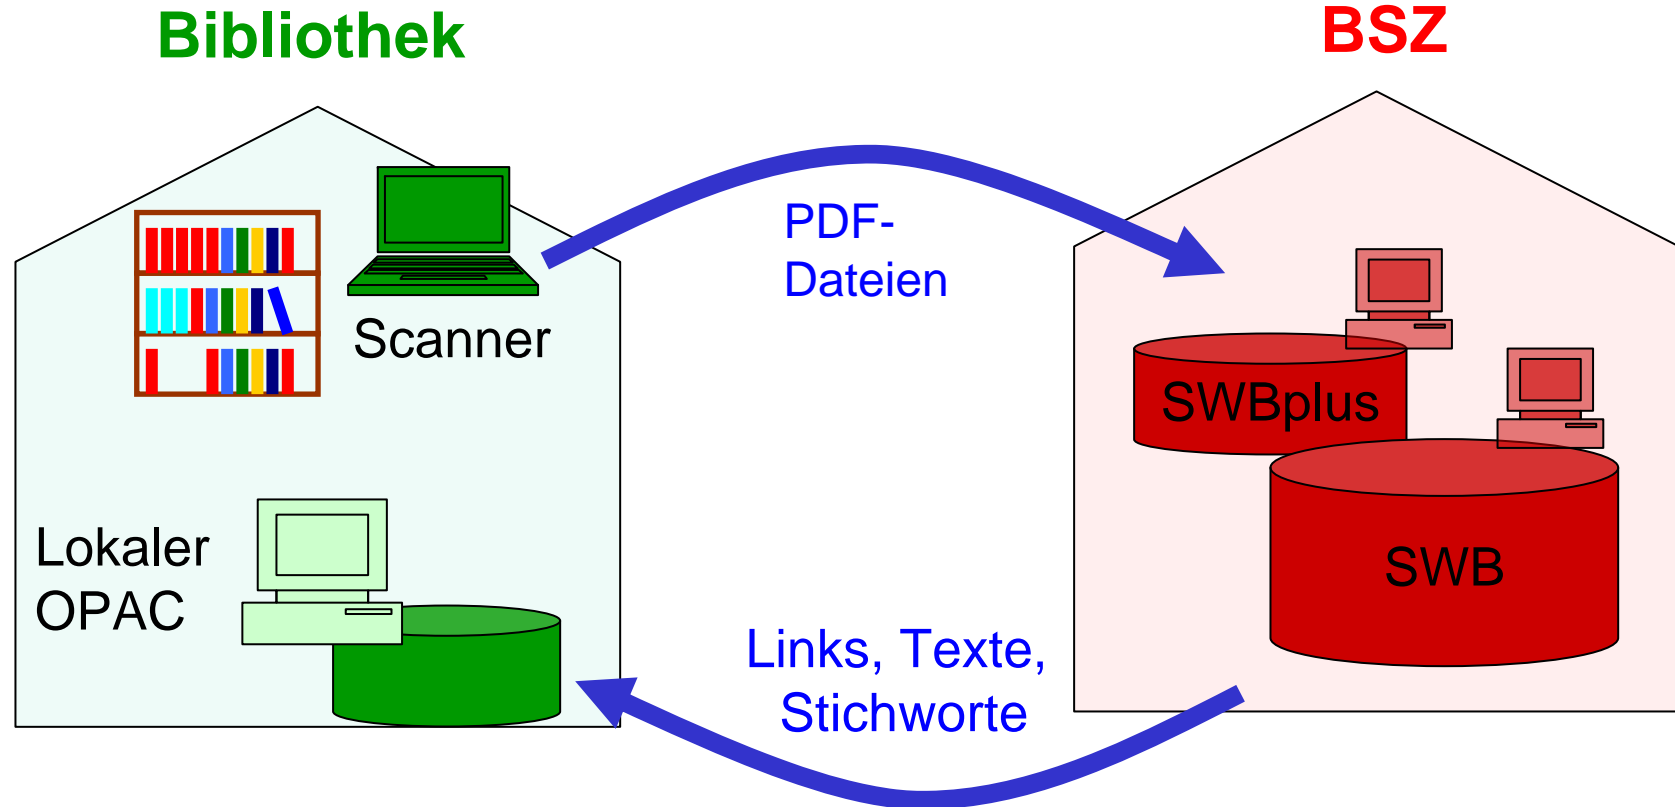 Bibliothek
BSZ
PDF-
Dateien
Scanner
SWBplus
Lokaler
OPAC
SWB
Links, Texte,
Stichworte